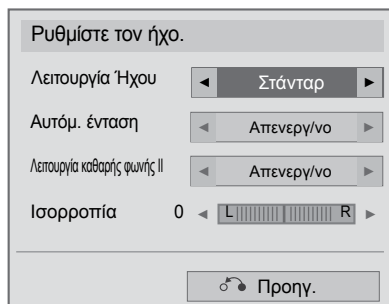 Ρυθμίστε τον ήχο.
Λειτουργία Ήχου ◄ Στάνταρ ►
Αυτόμ. ένταση ◄ Απενεργ/νο ►
Λειτουργία καθαρής φωνής II ◄ Απενεργ/νο ►
Ισορροπία 0 ◄ L R ►
Προηγ.